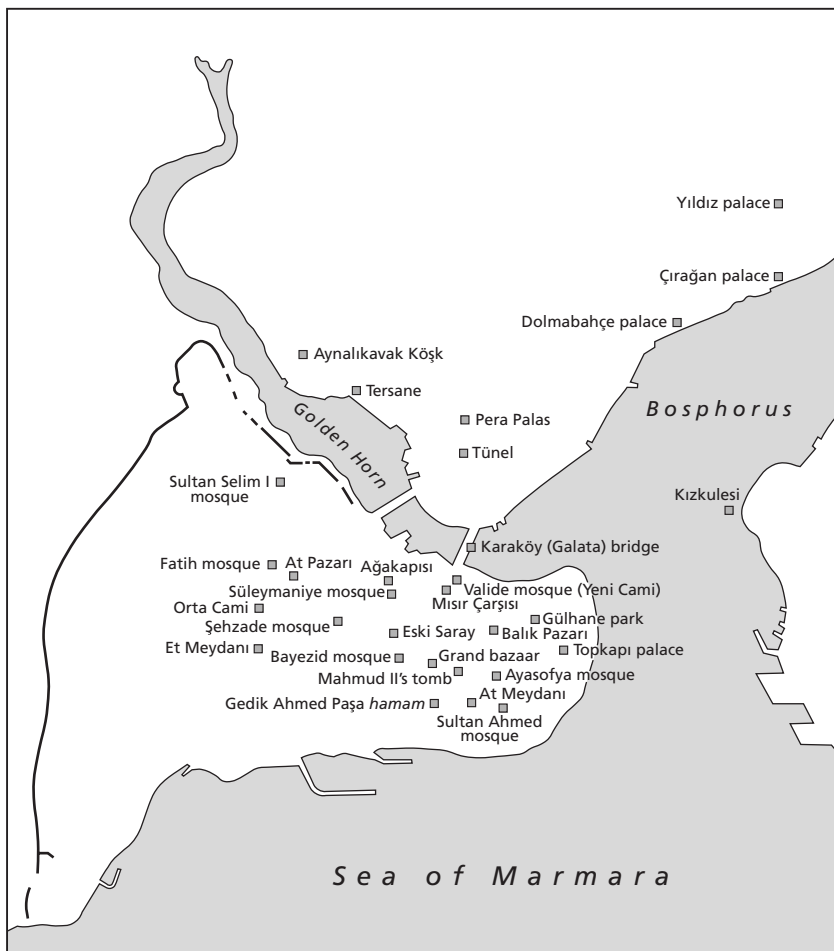 Yıldız palace
Çırağan palace
Dolmabahçe palace
Aynalıkavak Köşk
Tersane
Golden Horn
Bosphorus
Pera Palas
Tünel
Sultan Selim I
mosque
Kızkulesi
Karaköy (Galata) bridge
Fatih mosque
At Pazarı
Ağakapısı
Süleymaniye mosque
Valide mosque (Yeni Cami)
Mısır Çarşısı
Orta Cami
Şehzade mosque
Gülhane park
Eski Saray
Balık Pazarı
Et Meydanı
Bayezid mosque
Grand bazaar
Topkapı palace
Mahmud II's tomb
Ayasofya mosque
Gedik Ahmed Paşa hamam
At Meydanı
Sultan Ahmed
mosque
Sea of Marmara